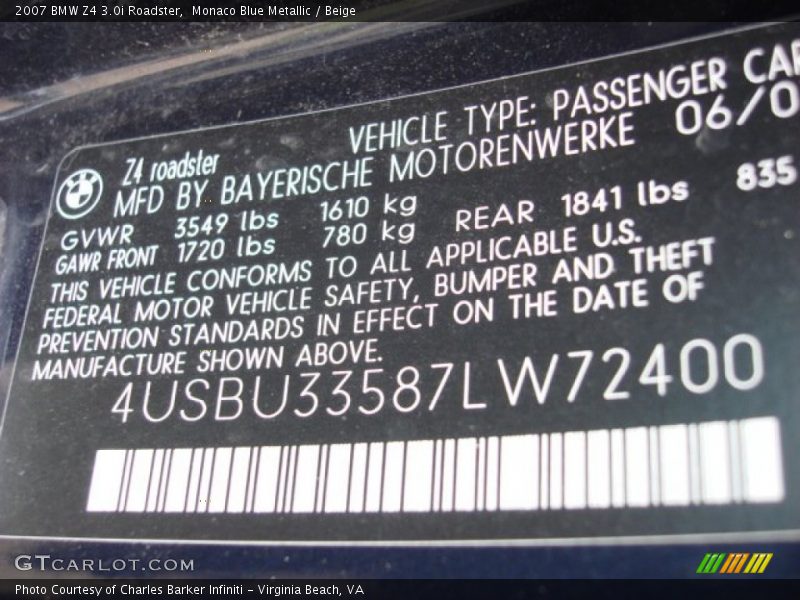 2007 BMW Z4 3.0i Roadster, Monaco Blue Metallic / Beige
BMW
Z4 roadster
VEHICLE TYPE: PASSENGER CAR
MFD BY BAYERISCHE MOTORENWERKE 06/0
GVWR 3549 lbs 1610 kg
GAWR FRONT 1720 lbs 780 kg REAR 1841 lbs 835
THIS VEHICLE CONFORMS TO ALL APPLICABLE U.S.
FEDERAL MOTOR VEHICLE SAFETY, BUMPER AND THEFT
PREVENTION STANDARDS IN EFFECT ON THE DATE OF
MANUFACTURE SHOWN ABOVE.
4USBU33587LW72400
GTCARLOT.COM
Photo Courtesy of Charles Barker Infiniti - Virginia Beach, VA